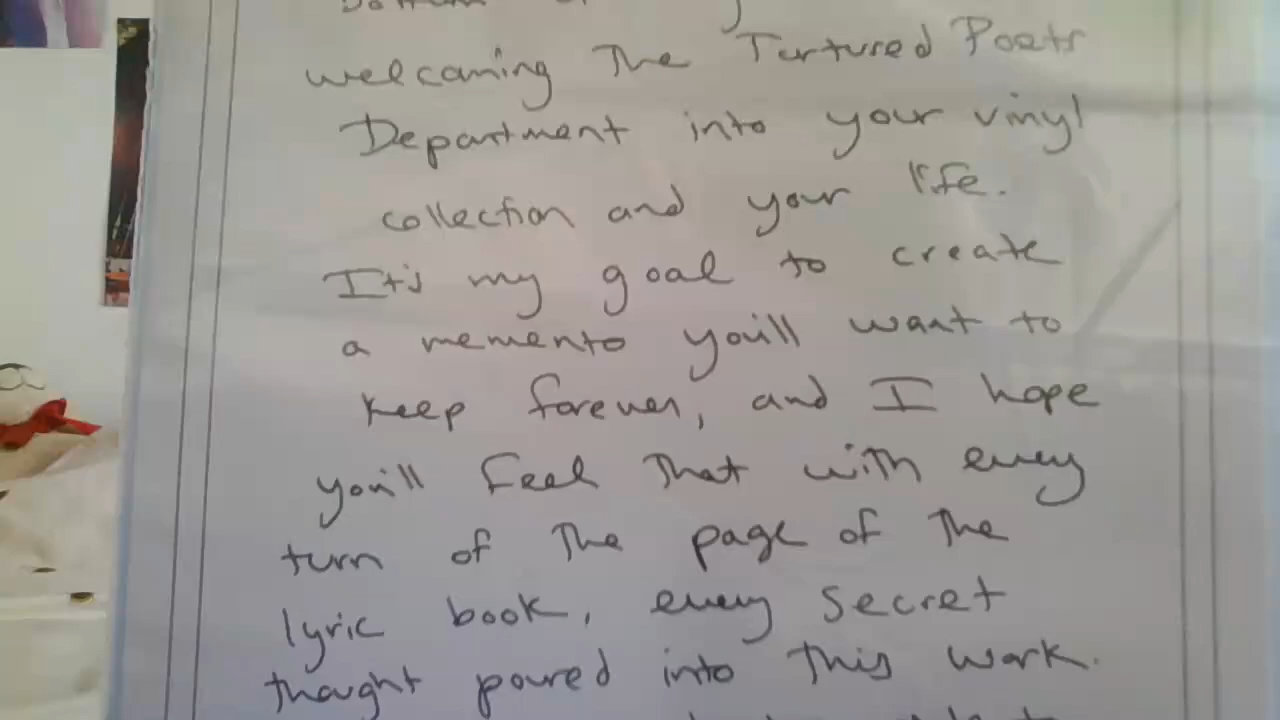 welcoming The Tortured Poets
Department into your vinyl
collection and your life.
It's my goal to create
a memento you'll want to
keep forever, and I hope
you'll feel that with every
turn of the page of the
lyric book, every secret
thought poured into this work.